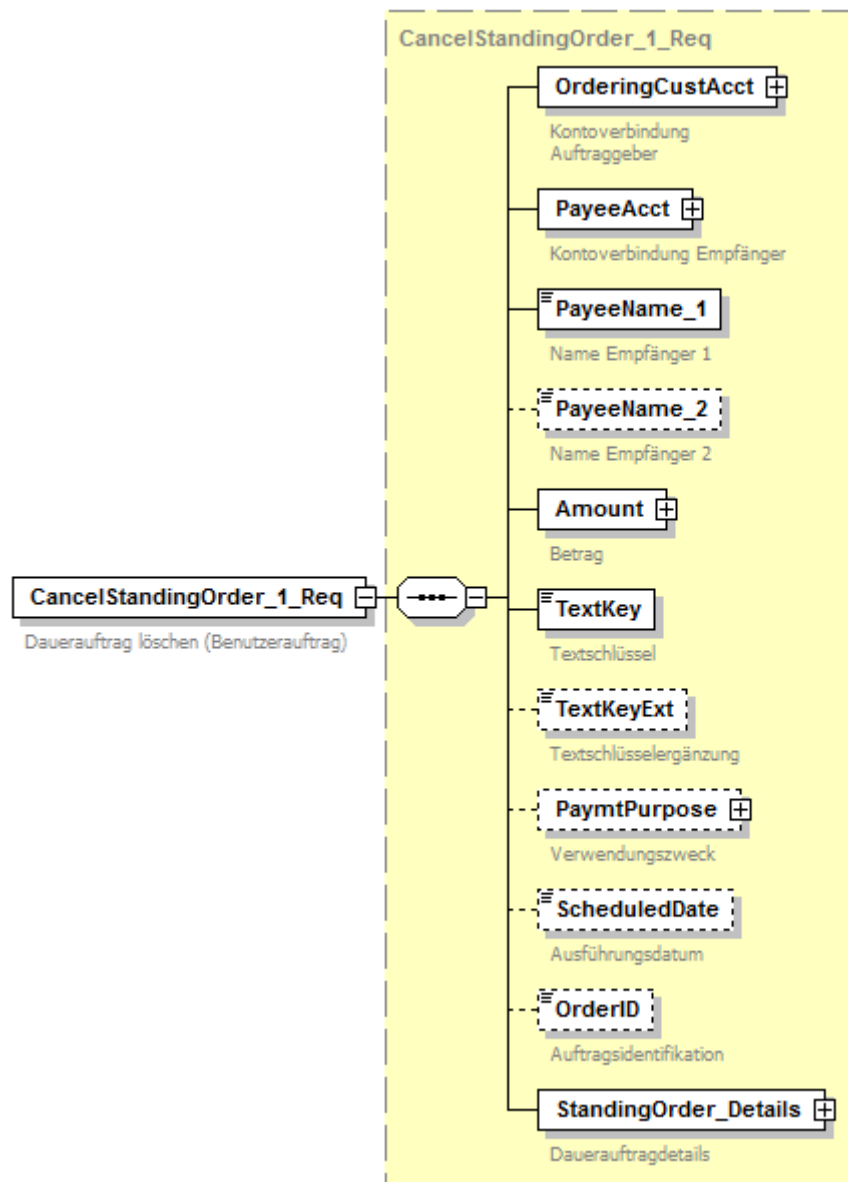 CancelStandingOrder_1_Req
OrderingCustAcct
Kontoverbindung
Auftraggeber
PayeeAcct
Kontoverbindung Empfänger
PayeeName_1
Name Empfänger 1
PayeeName_2
Name Empfänger 2
Amount
Betrag
CancelStandingOrder_1_Req
Dauerauftrag löschen (Benutzerauftrag)
TextKey
Textschlüssel
TextKeyExt
Textschlüsselergänzung
PaymtPurpose
Verwendungszweck
ScheduledDate
Ausführungsdatum
OrderID
Auftragsidentifikation
StandingOrder_Details
Dauerauftragdetails